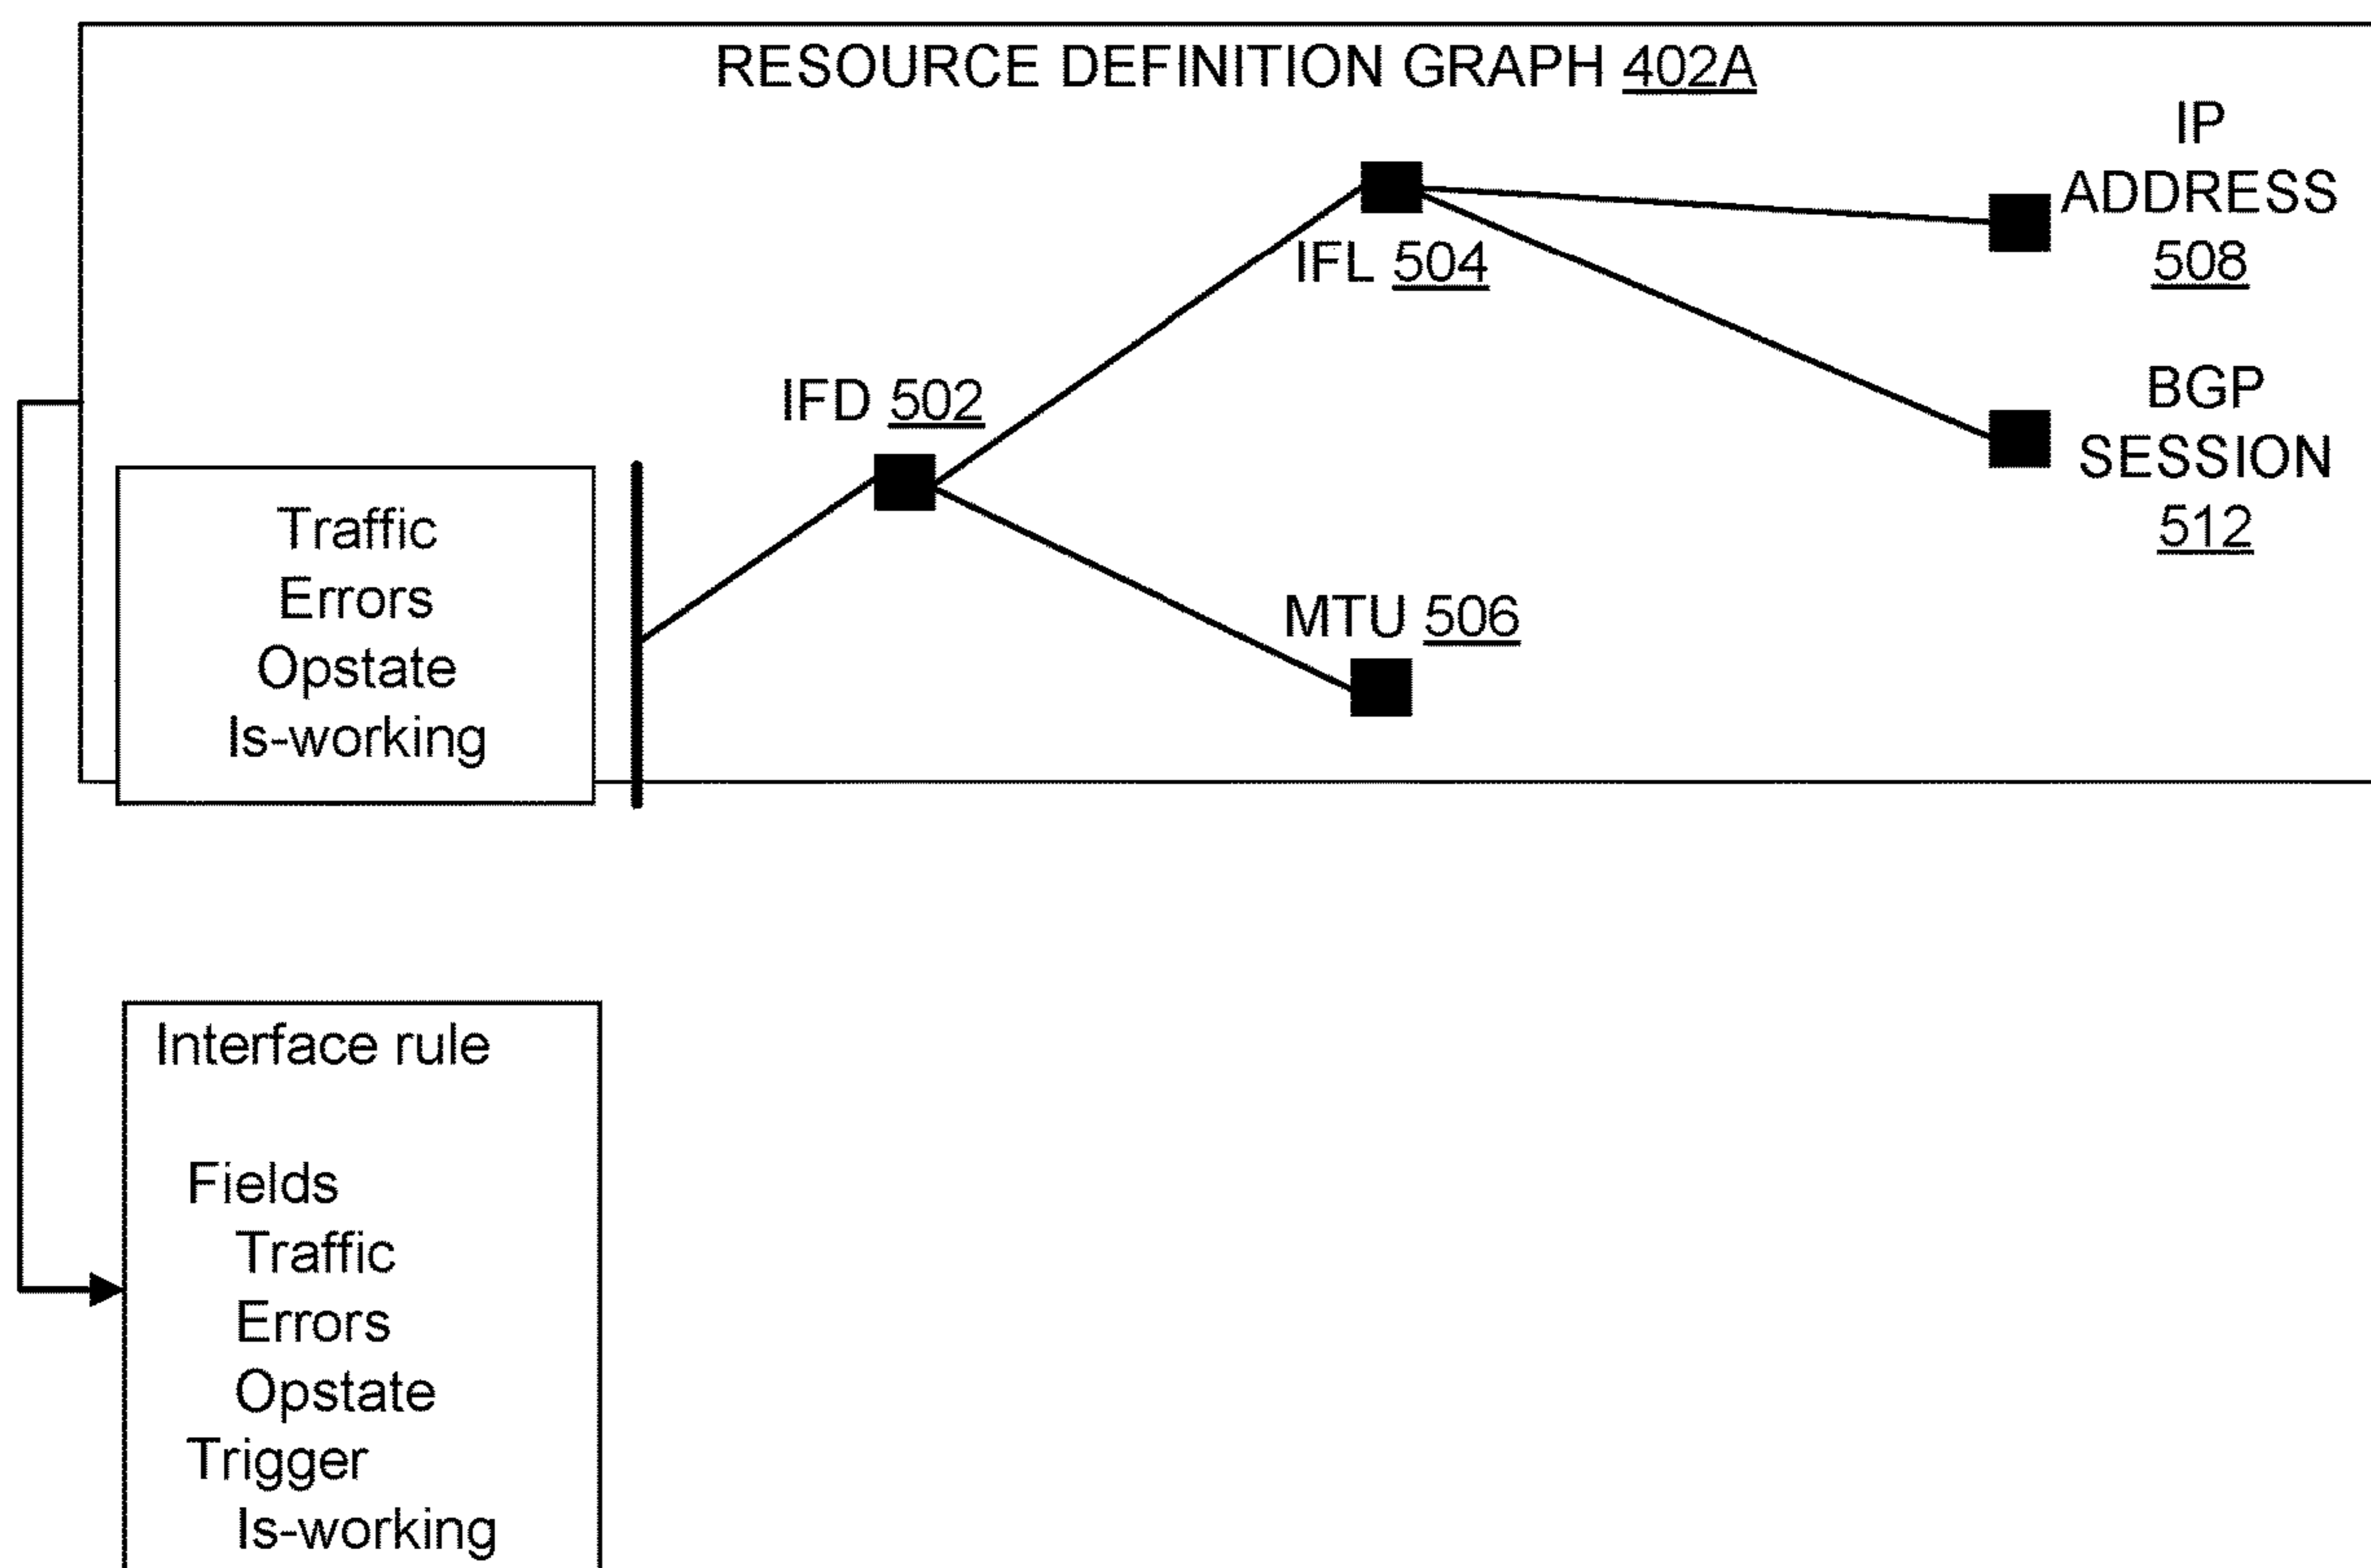 RESOURCE DEFINITION GRAPH 402A
IP
ADDRESS
508
IFL 504
BGP
SESSION
512
IFD 502
MTU 506
Traffic
Errors
Opstate
Is-working
Interface rule
Fields
Traffic
Errors
Opstate
Trigger
Is-working